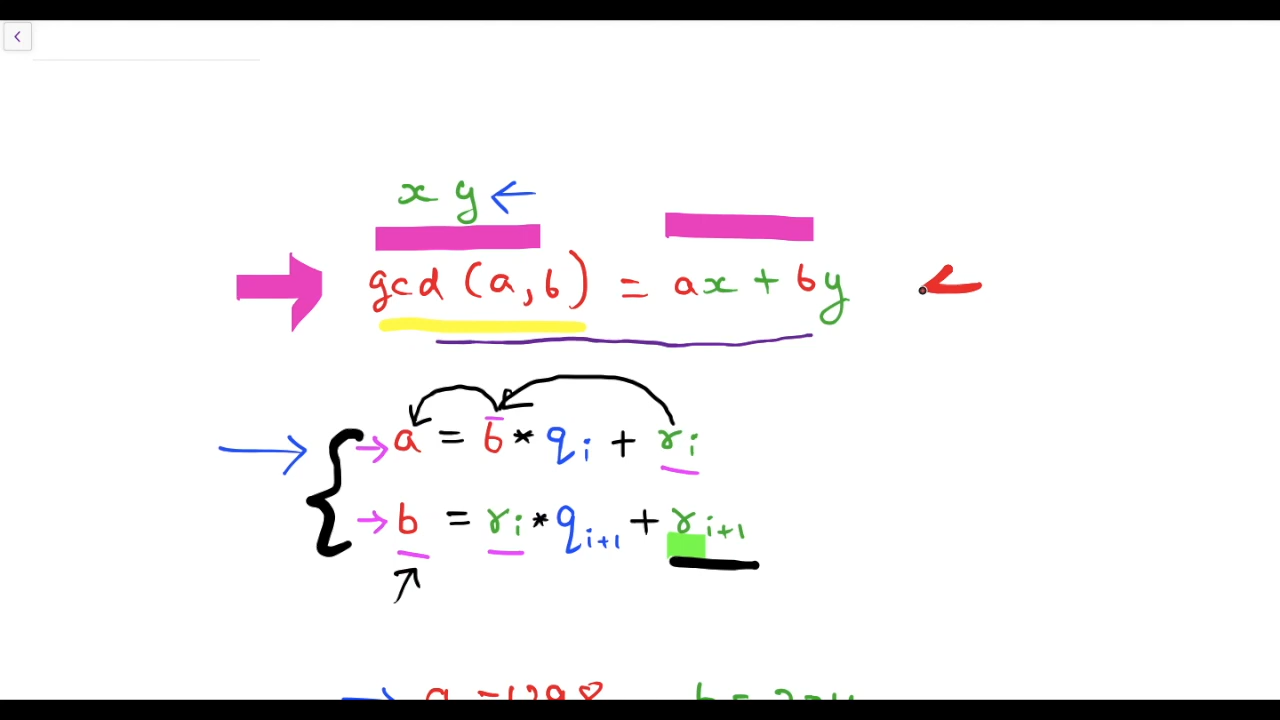 x y
gcd (a,b) = ax + by
a = b * qi + ri
b = ri * qi+1 + ri+1